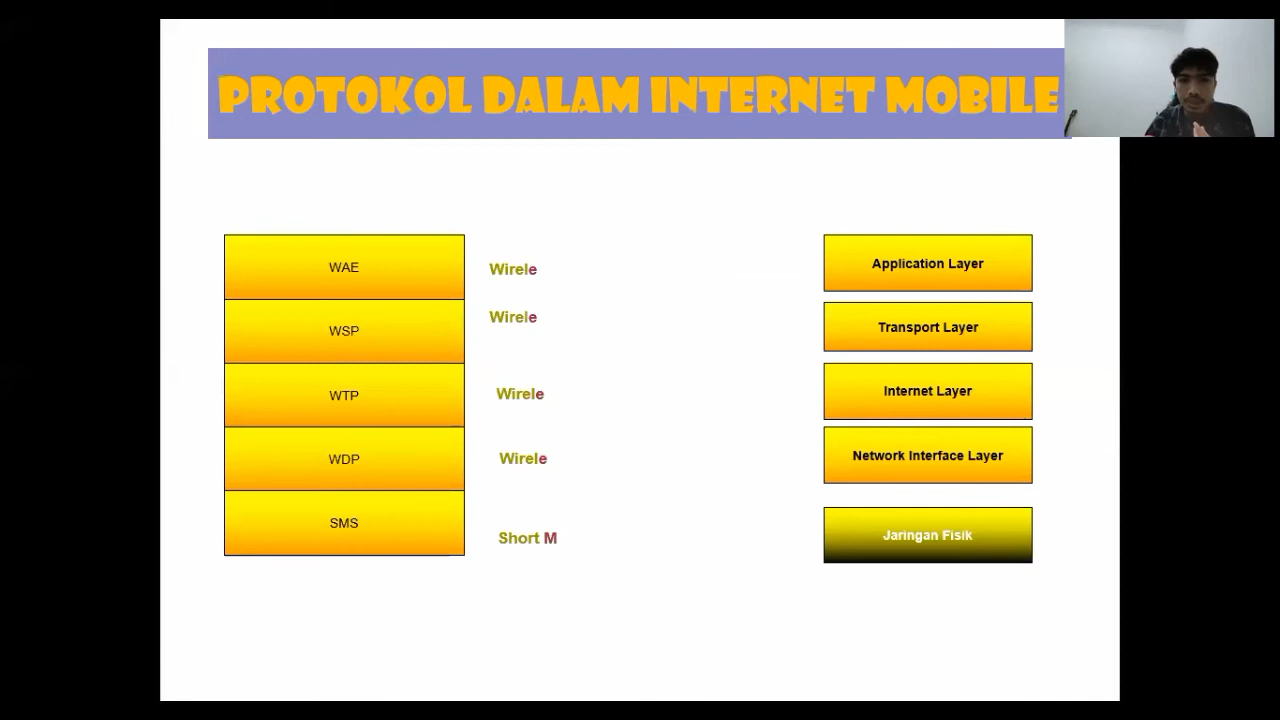 PROTOKOL DALAM INTERNET MOBILE
WAE
Wirele
Application Layer
WSP
Wirele
Transport Layer
WTP
Wirele
Internet Layer
WDP
Wirele
Network Interface Layer
SMS
Short M
Jaringan Fisik